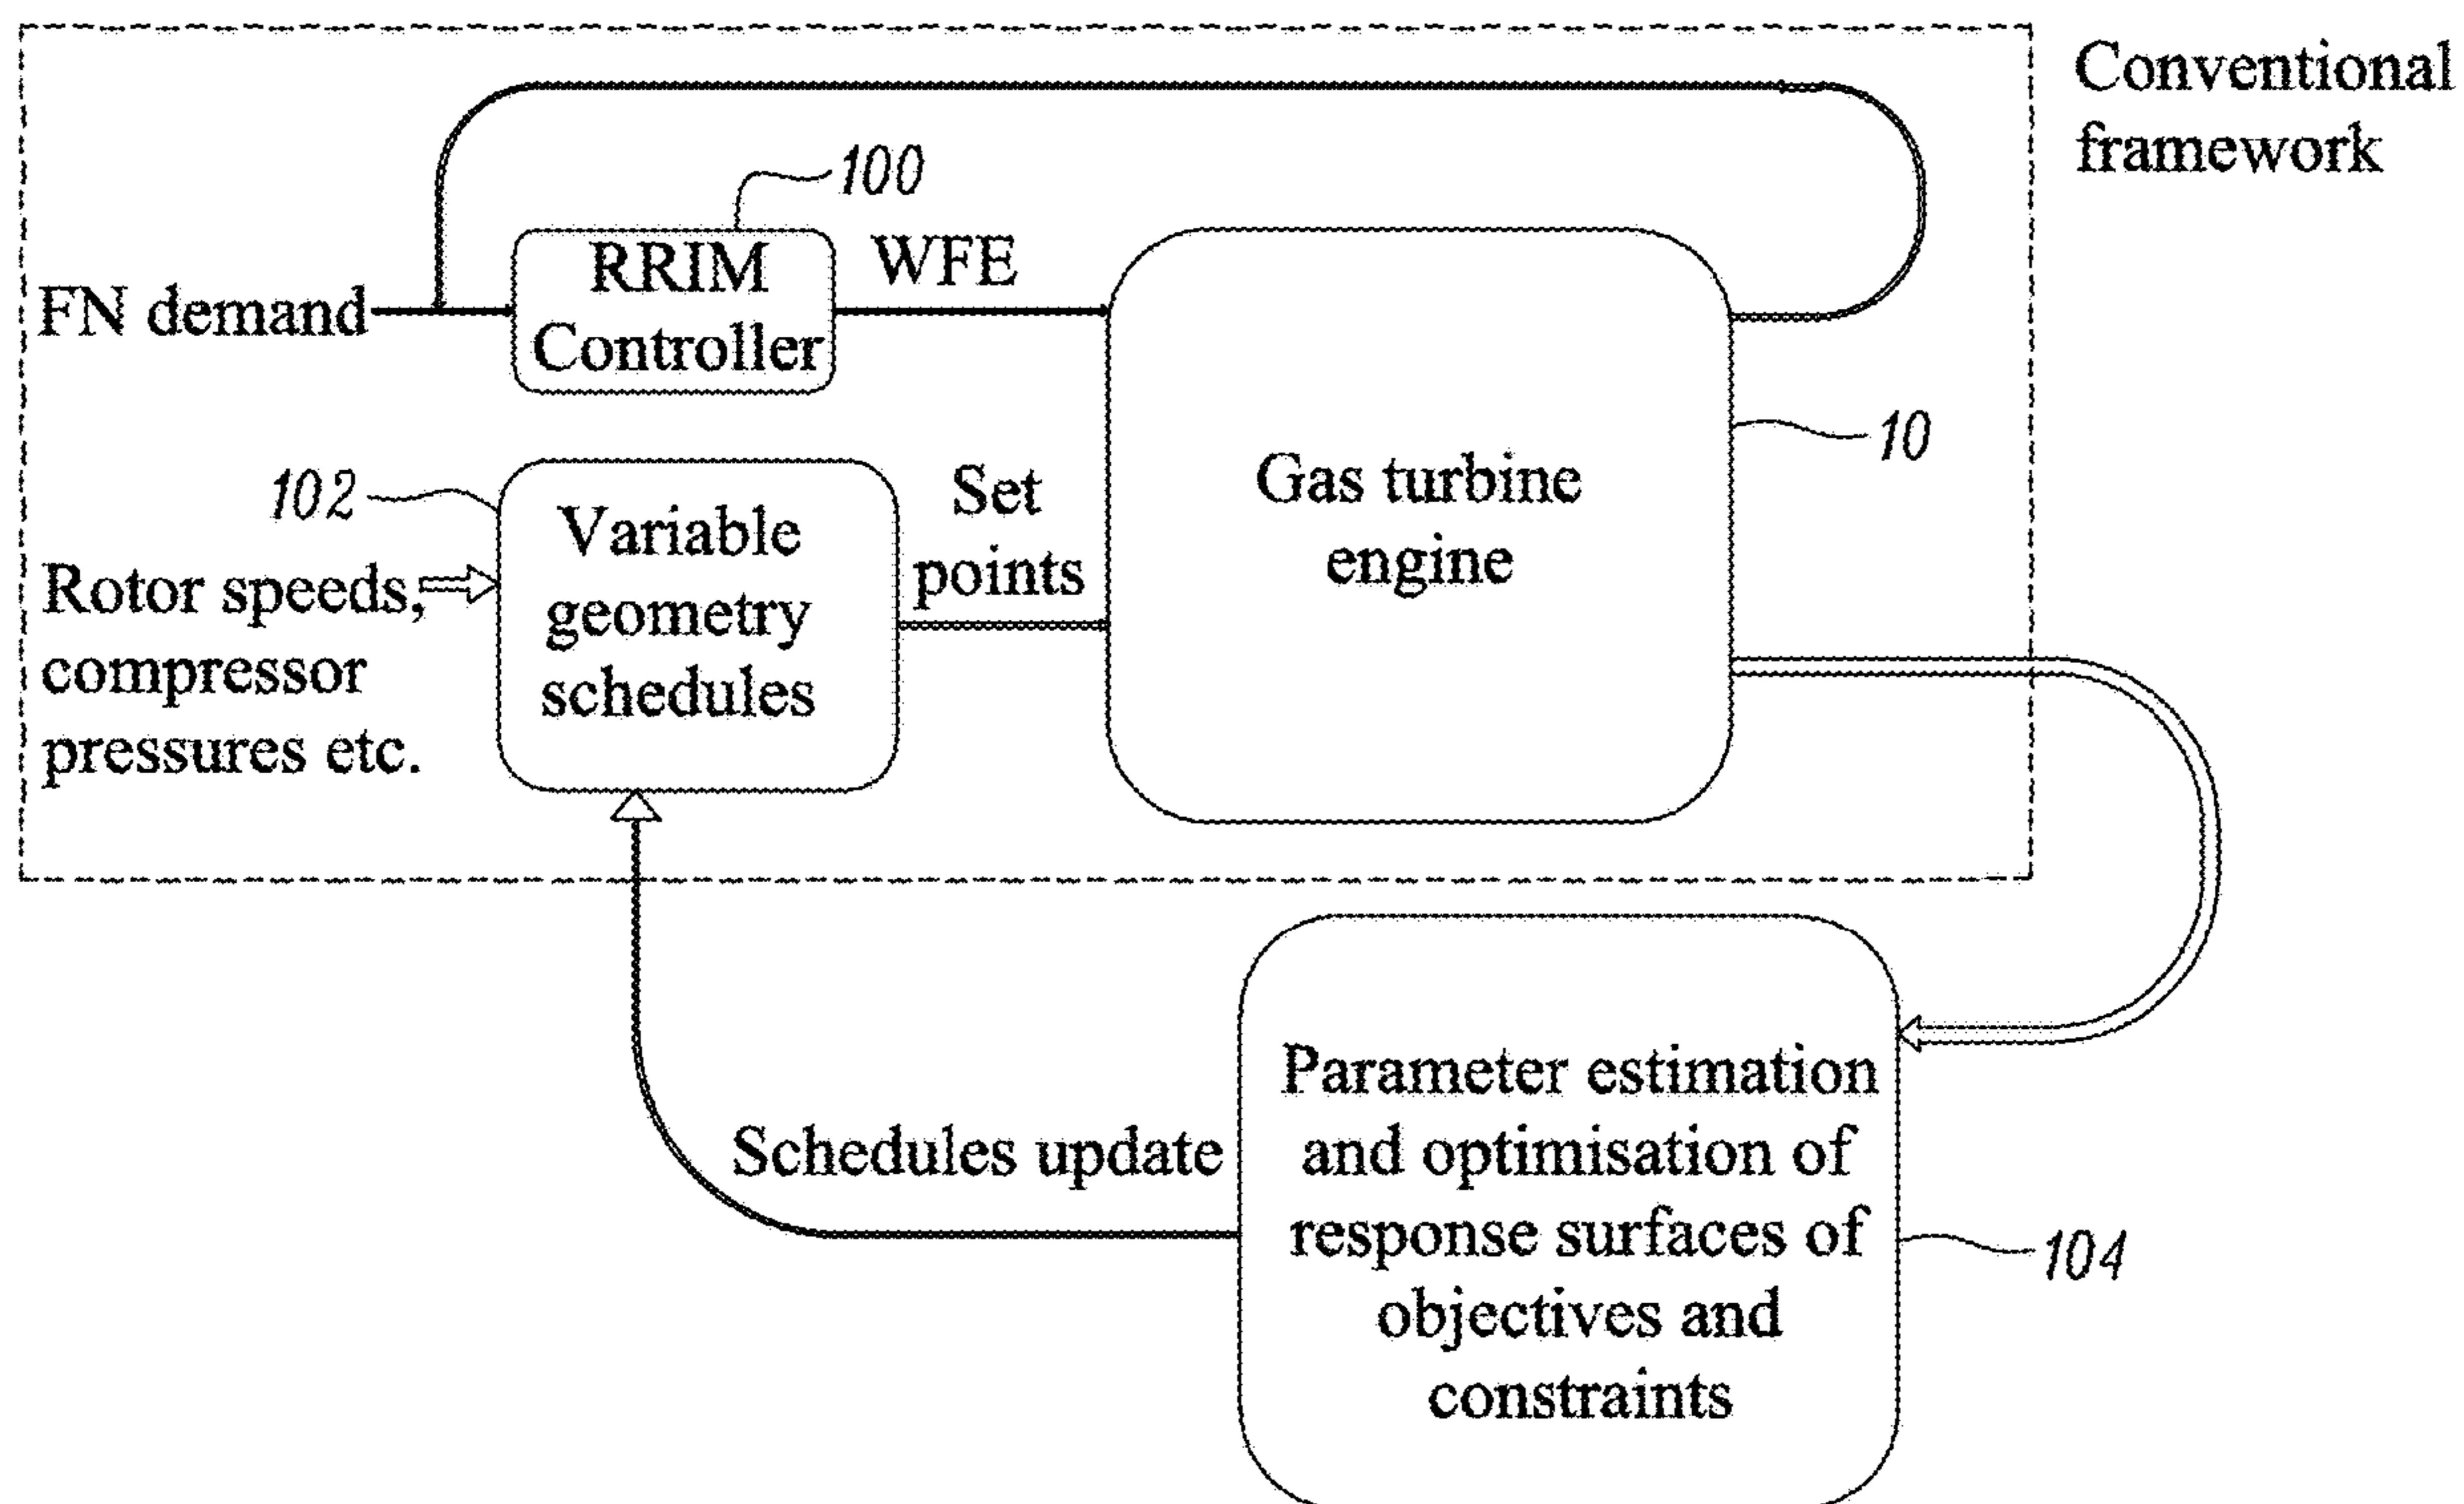 Conventional
framework
100
RRIM
Controller
WFE
FN demand
10
102
Variable
geometry
schedules
Set
points
Gas turbine
engine
Rotor speeds,
compressor
pressures etc.
Schedules update
Parameter estimation
and optimisation of
response surfaces of
objectives and
constraints
104